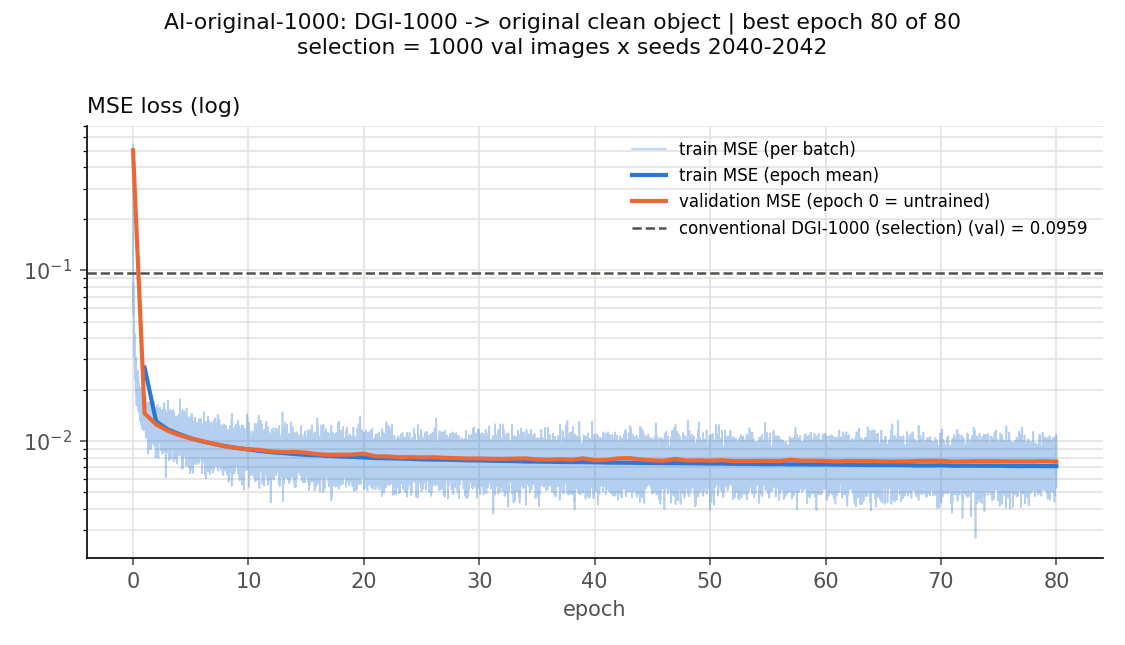 AI-original-1000: DGI-1000 -> original clean object | best epoch 80 of 80
selection = 1000 val images x seeds 2040-2042
MSE loss (log)
train MSE (per batch)
train MSE (epoch mean)
validation MSE (epoch 0 = untrained)
conventional DGI-1000 (selection) (val) = 0.0959
10⁻¹
10⁻²
0 10 20 30 40 50 60 70 80
epoch